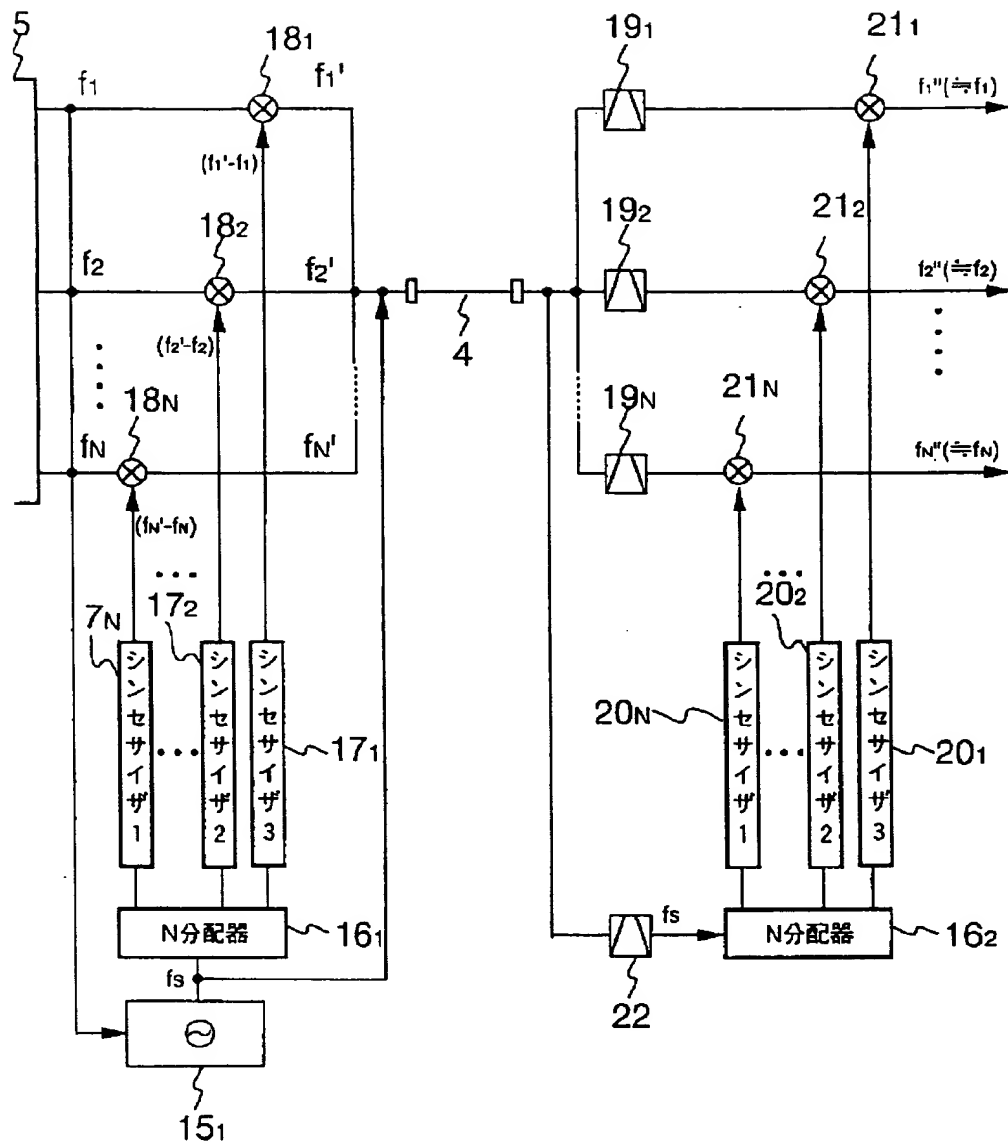 5
18₁
19₁
21₁
f₁
f₁'
f₁"(≒f₁)
(f₁'-f₁)
18₂
19₂
21₂
f₂
f₂'
f₂"(≒f₂)
(f₂'-f₂)
4
18N
19N
21N
fN
fN'
fN"(≒fN)
(fN'-fN)
7N
17₂
20₂
シンセサイザ1
シンセサイザ2
シンセサイザ3
17₁
20N
シンセサイザ1
シンセサイザ2
シンセサイザ3
20₁
N分配器
16₁
fs
N分配器
16₂
fs
22
15₁